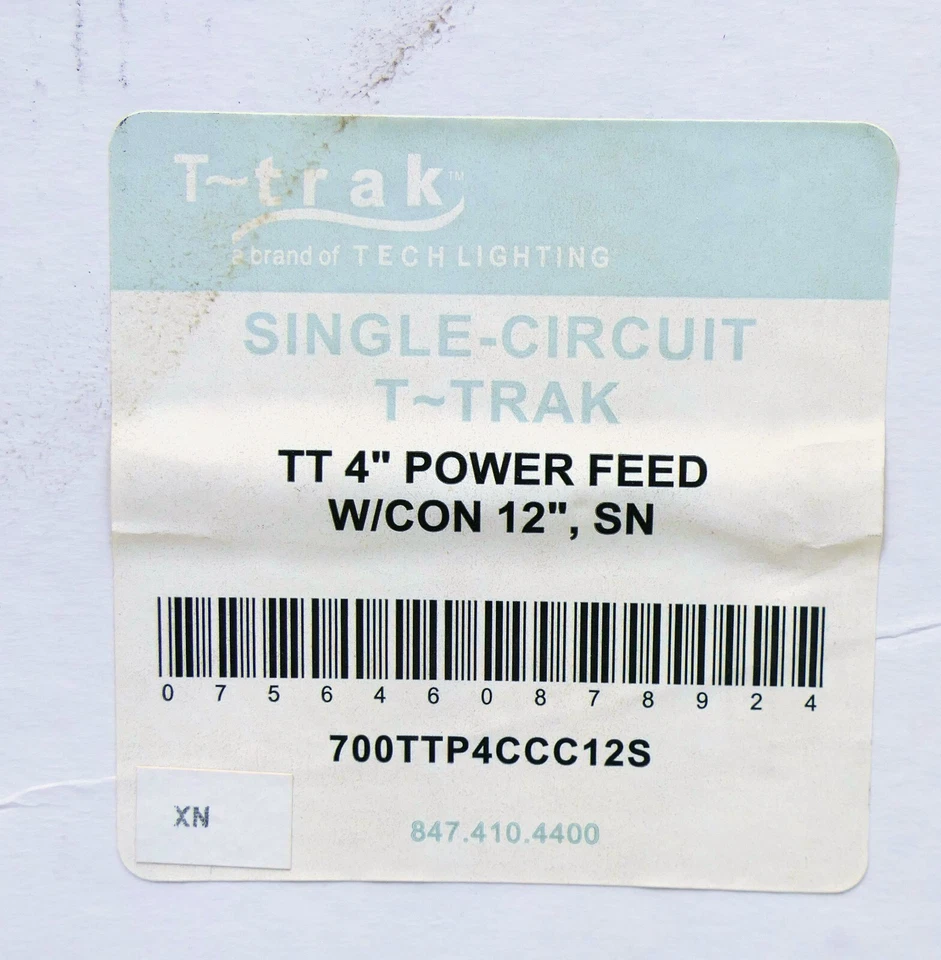 T~trak™
a brand of TECH LIGHTING
SINGLE-CIRCUIT
T~TRAK
TT 4" POWER FEED
W/CON 12", SN
0 7 5 6 4 6 0 8 7 8 9 2 4
700TTP4CCC12S
XN
847.410.4400